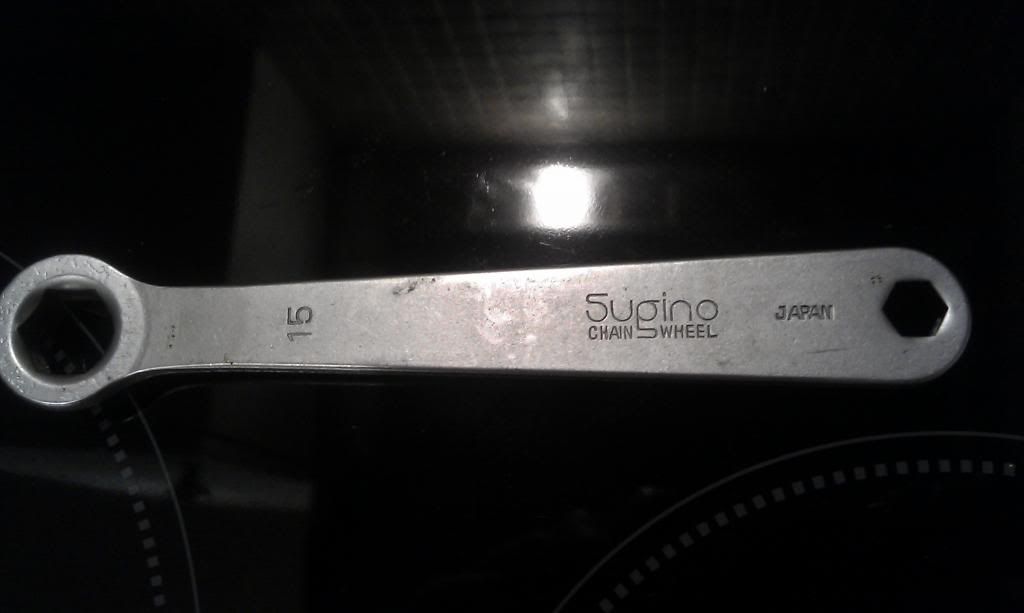 15
Sugino
CHAIN WHEEL
JAPAN